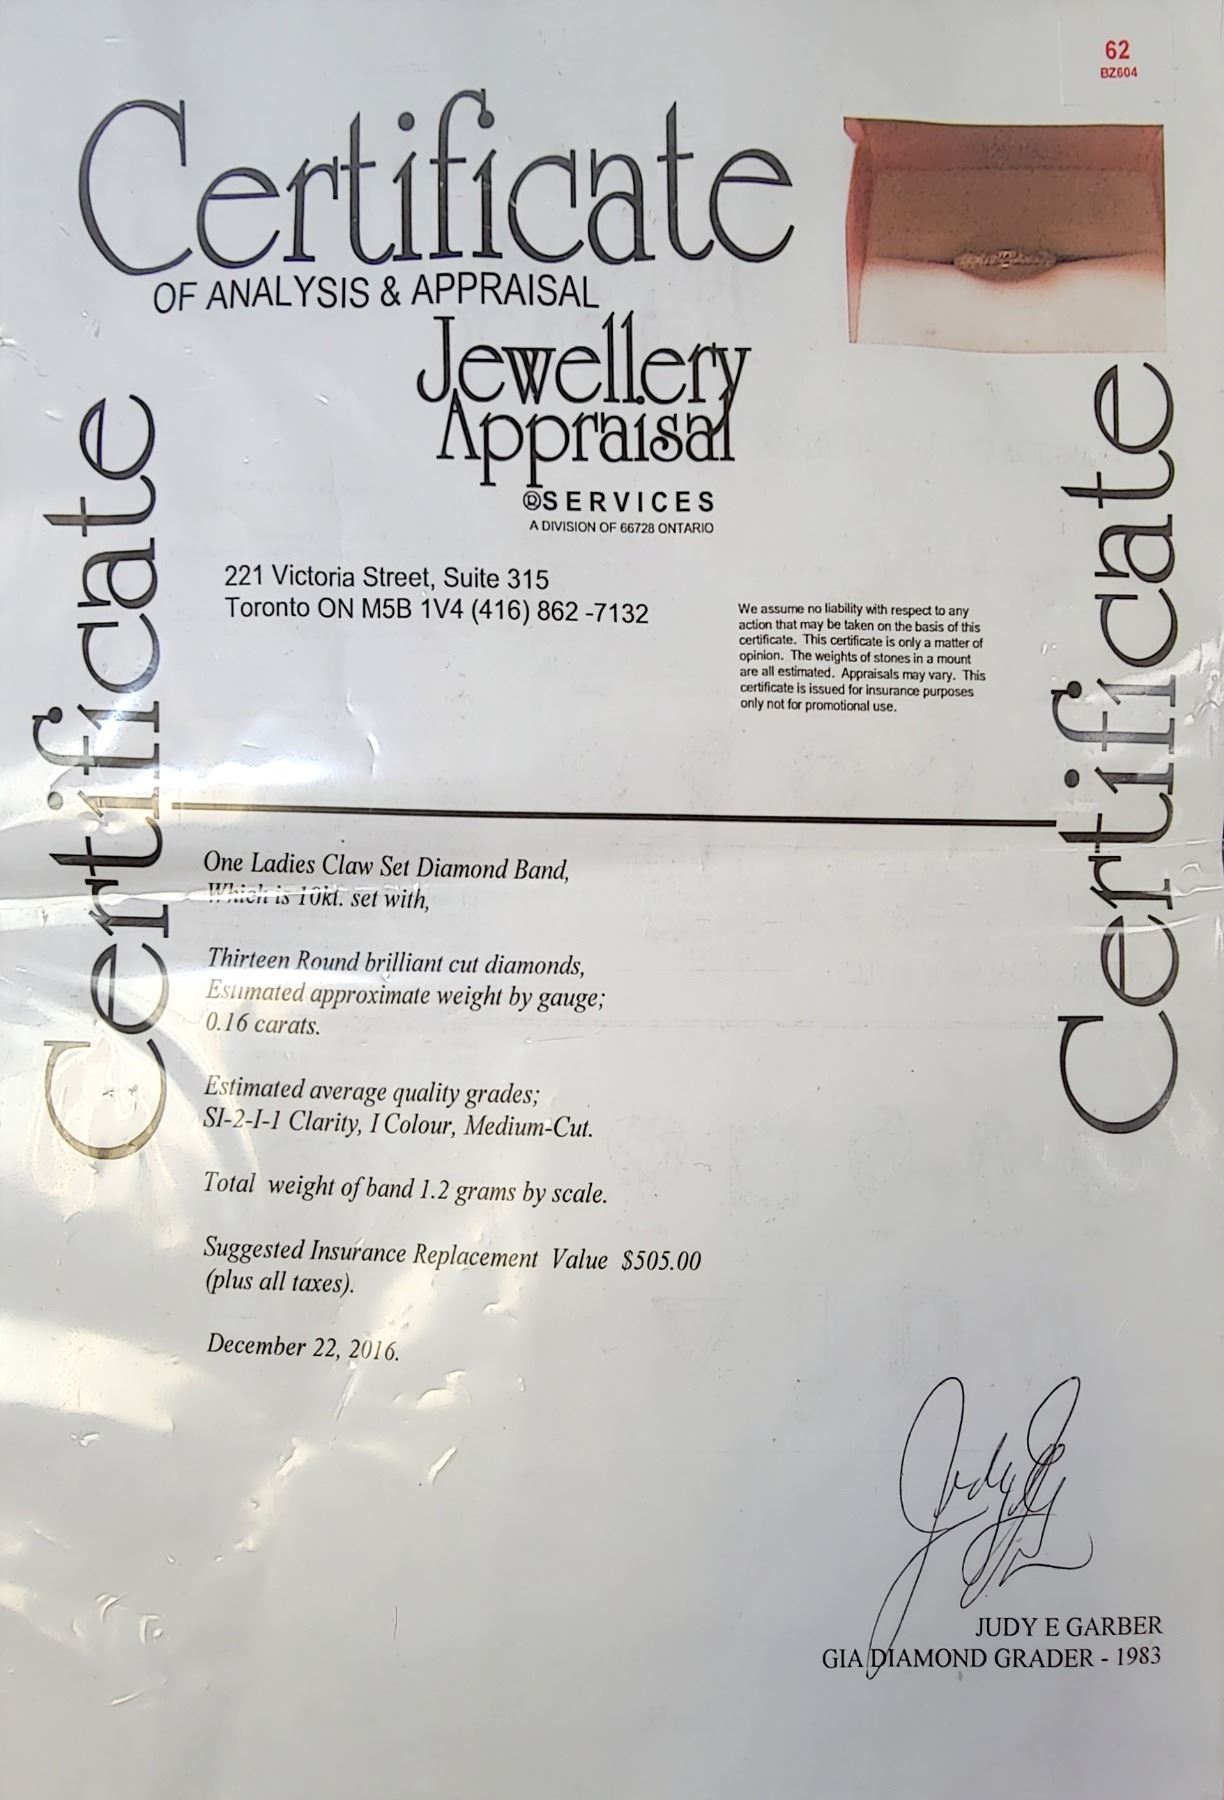 62
BZ604
Certificate
OF ANALYSIS & APPRAISAL
Jewellery
Appraisal
®SERVICES
A DIVISION OF 66728 ONTARIO
Certificate
Certificate
221 Victoria Street, Suite 315
Toronto ON M5B 1V4 (416) 862 -7132
We assume no liability with respect to any
action that may be taken on the basis of this
certificate. This certificate is only a matter of
opinion. The weights of stones in a mount
are all estimated. Appraisals may vary. This
certificate is issued for insurance purposes
only not for promotional use.
One Ladies Claw Set Diamond Band,
Which is 10kt. set with,
Thirteen Round brilliant cut diamonds,
Estimated approximate weight by gauge;
0.16 carats.
Estimated average quality grades;
SI-2-I-1 Clarity, I Colour, Medium-Cut.
Total weight of band 1.2 grams by scale.
Suggested Insurance Replacement Value $505.00
(plus all taxes).
December 22, 2016.
JUDY E GARBER
GIA DIAMOND GRADER - 1983